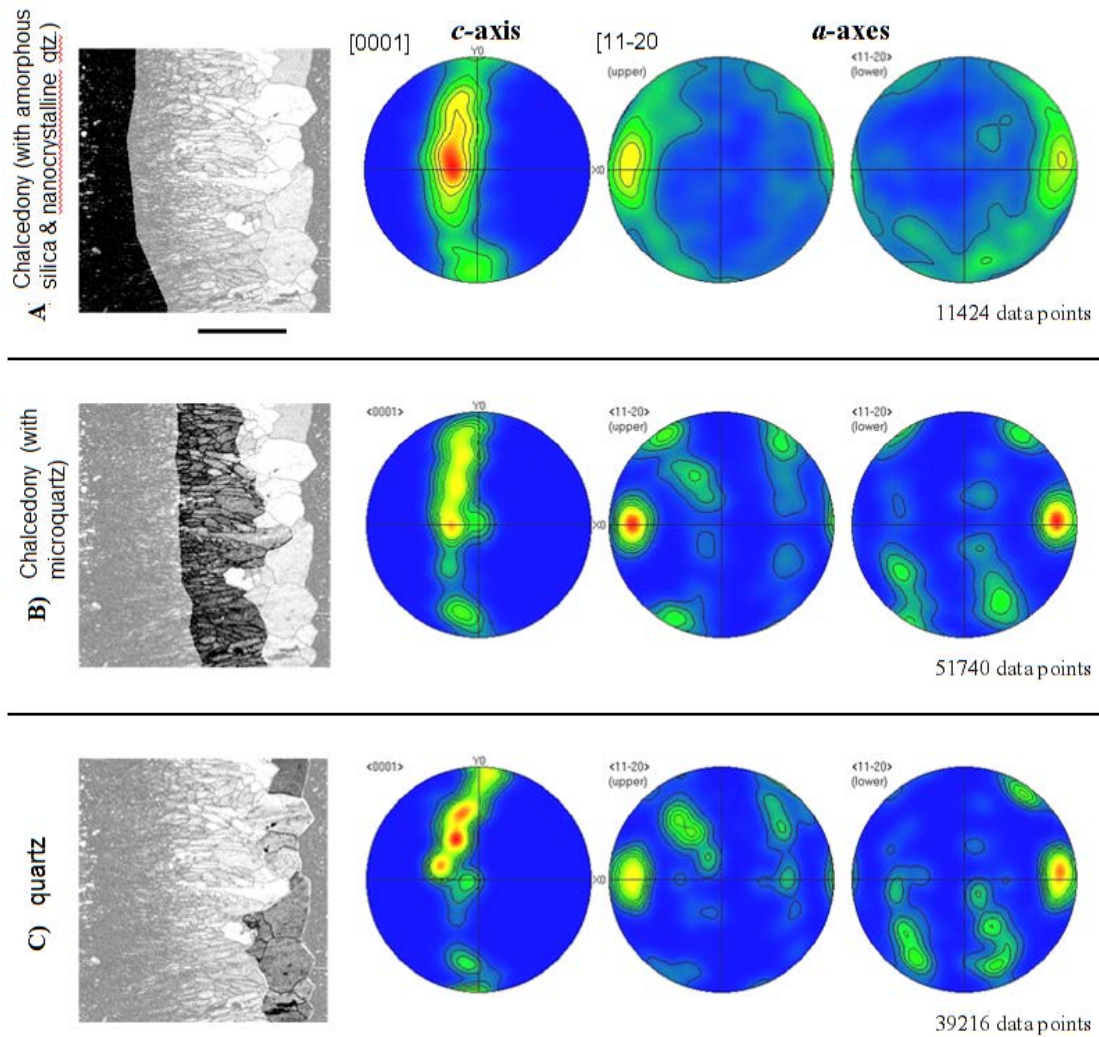 c-axis
a-axes
A) Chalcedony (with amorphous
silica & nanocrystalline qtz.)
[0001]
Y0
[11-20
(upper)
X0
<11-20>
(lower)
11424 data points
B) Chalcedony (with
microquartz)
<0001>
Y0
<11-20>
(upper)
X0
<11-20>
(lower)
51740 data points
C) quartz
<0001>
Y0
<11-20>
(upper)
X0
<11-20>
(lower)
39216 data points